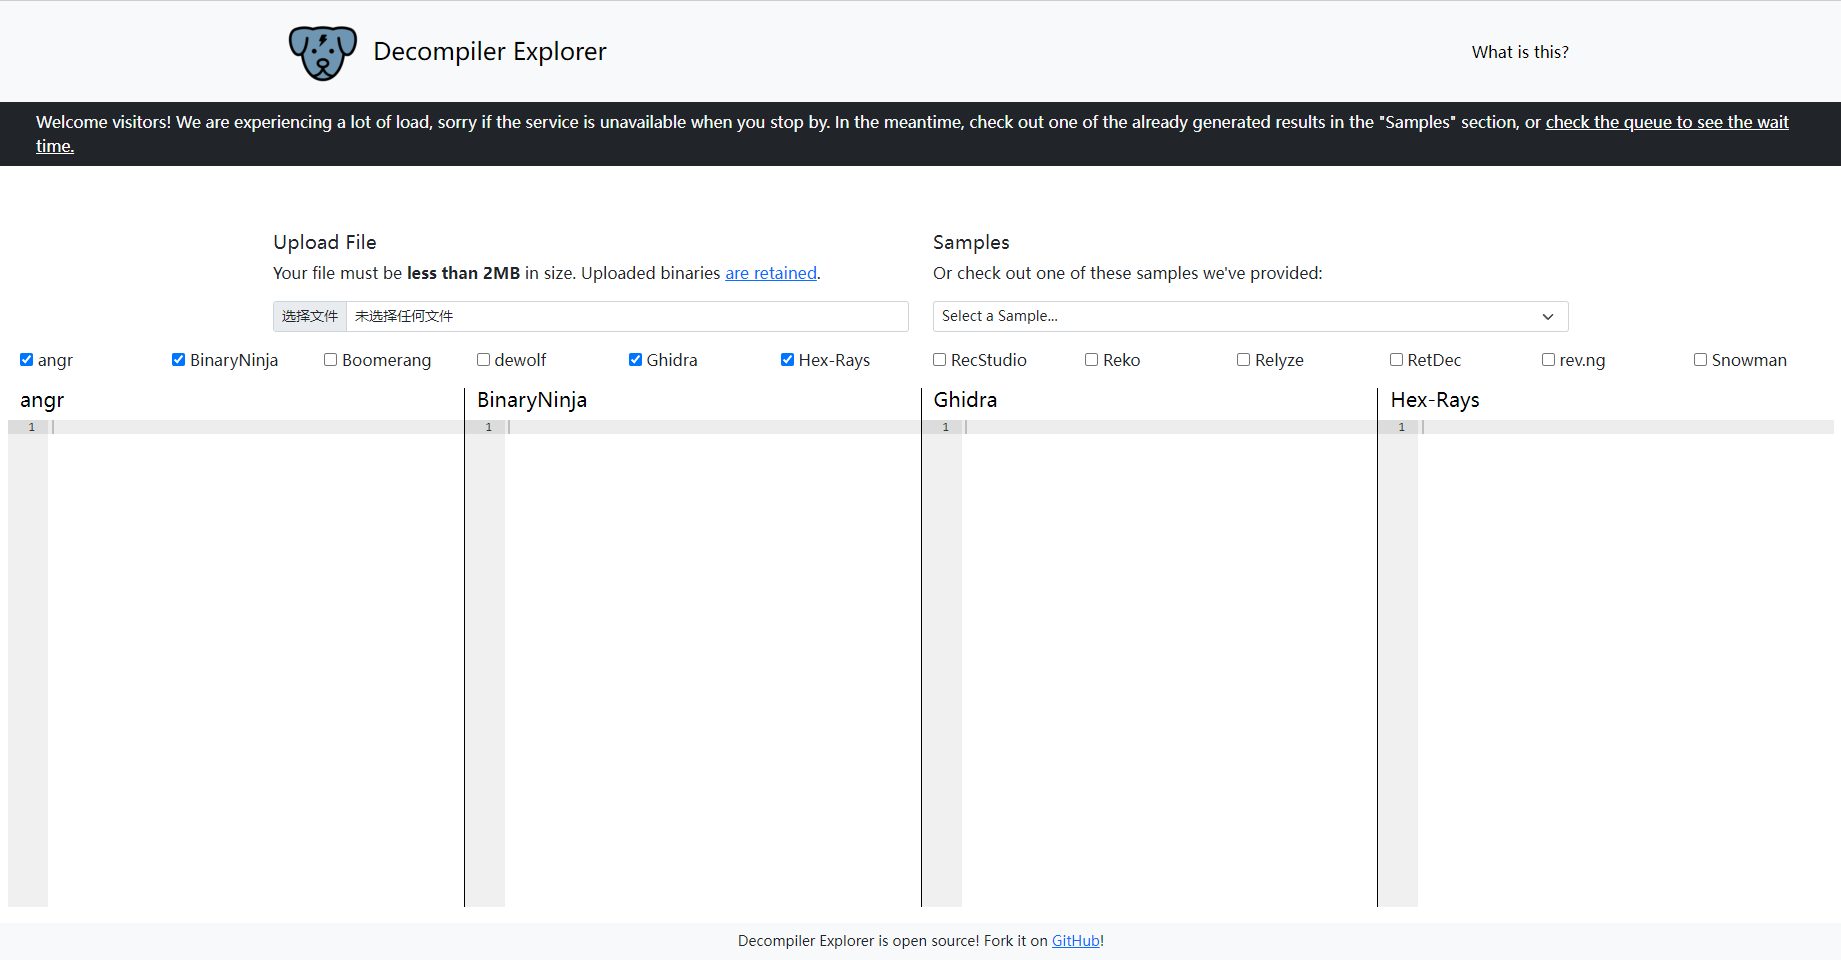 Decompiler Explorer
What is this?
Welcome visitors! We are experiencing a lot of load, sorry if the service is unavailable when you stop by. In the meantime, check out one of the already generated results in the "Samples" section, or check the queue to see the wait
time.
Upload File
Your file must be less than 2MB in size. Uploaded binaries are retained.
选择文件 未选择任何文件
Samples
Or check out one of these samples we've provided:
Select a Sample...
angr BinaryNinja Boomerang dewolf Ghidra Hex-Rays RecStudio Reko Relyze RetDec rev.ng Snowman
angr BinaryNinja Ghidra Hex-Rays
1 1 1 1
Decompiler Explorer is open source! Fork it on GitHub!